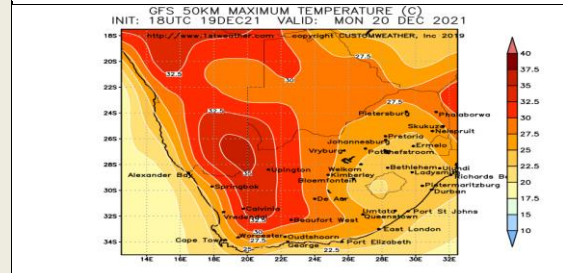 GFS 50KM MAXIMUM TEMPERATURE (C)
INIT: 18UTC 19DEC21 VALID: MON 20 DEC 2021
http://www.1stweather.com - copyright CUSTOMWEATHER, Inc 2019
18S
20S
22S
24S
26S
28S
30S
32S
34S
14E
16E
18E
20E
22E
24E
26E
28E
30E
32E
32.5
30
27.5
32.5
27.5
35
30
27.5
25
22.5
Pietersburg
Phalaborwa
Skukuza
Nelspruit
Pretoria
Johannesburg
Ermelo
Vryburg
Potchefstroom
Welkom
Bethlehem
Ulundi
Upington
Kimberley
Ladysmith
Bloemfontein
Richards B
Alexander Ba
Springbok
Pietermaritzburg
Durban
De Aar
Calvinia
Umtata
Port St Johns
Vredendal
Beaufort West
Queenstown
Worcester
Oudtshoorn
East London
Cape Town
George
Port Elizabeth
40
37.5
35
32.5
30
27.5
25
22.5
20
17.5
15
10